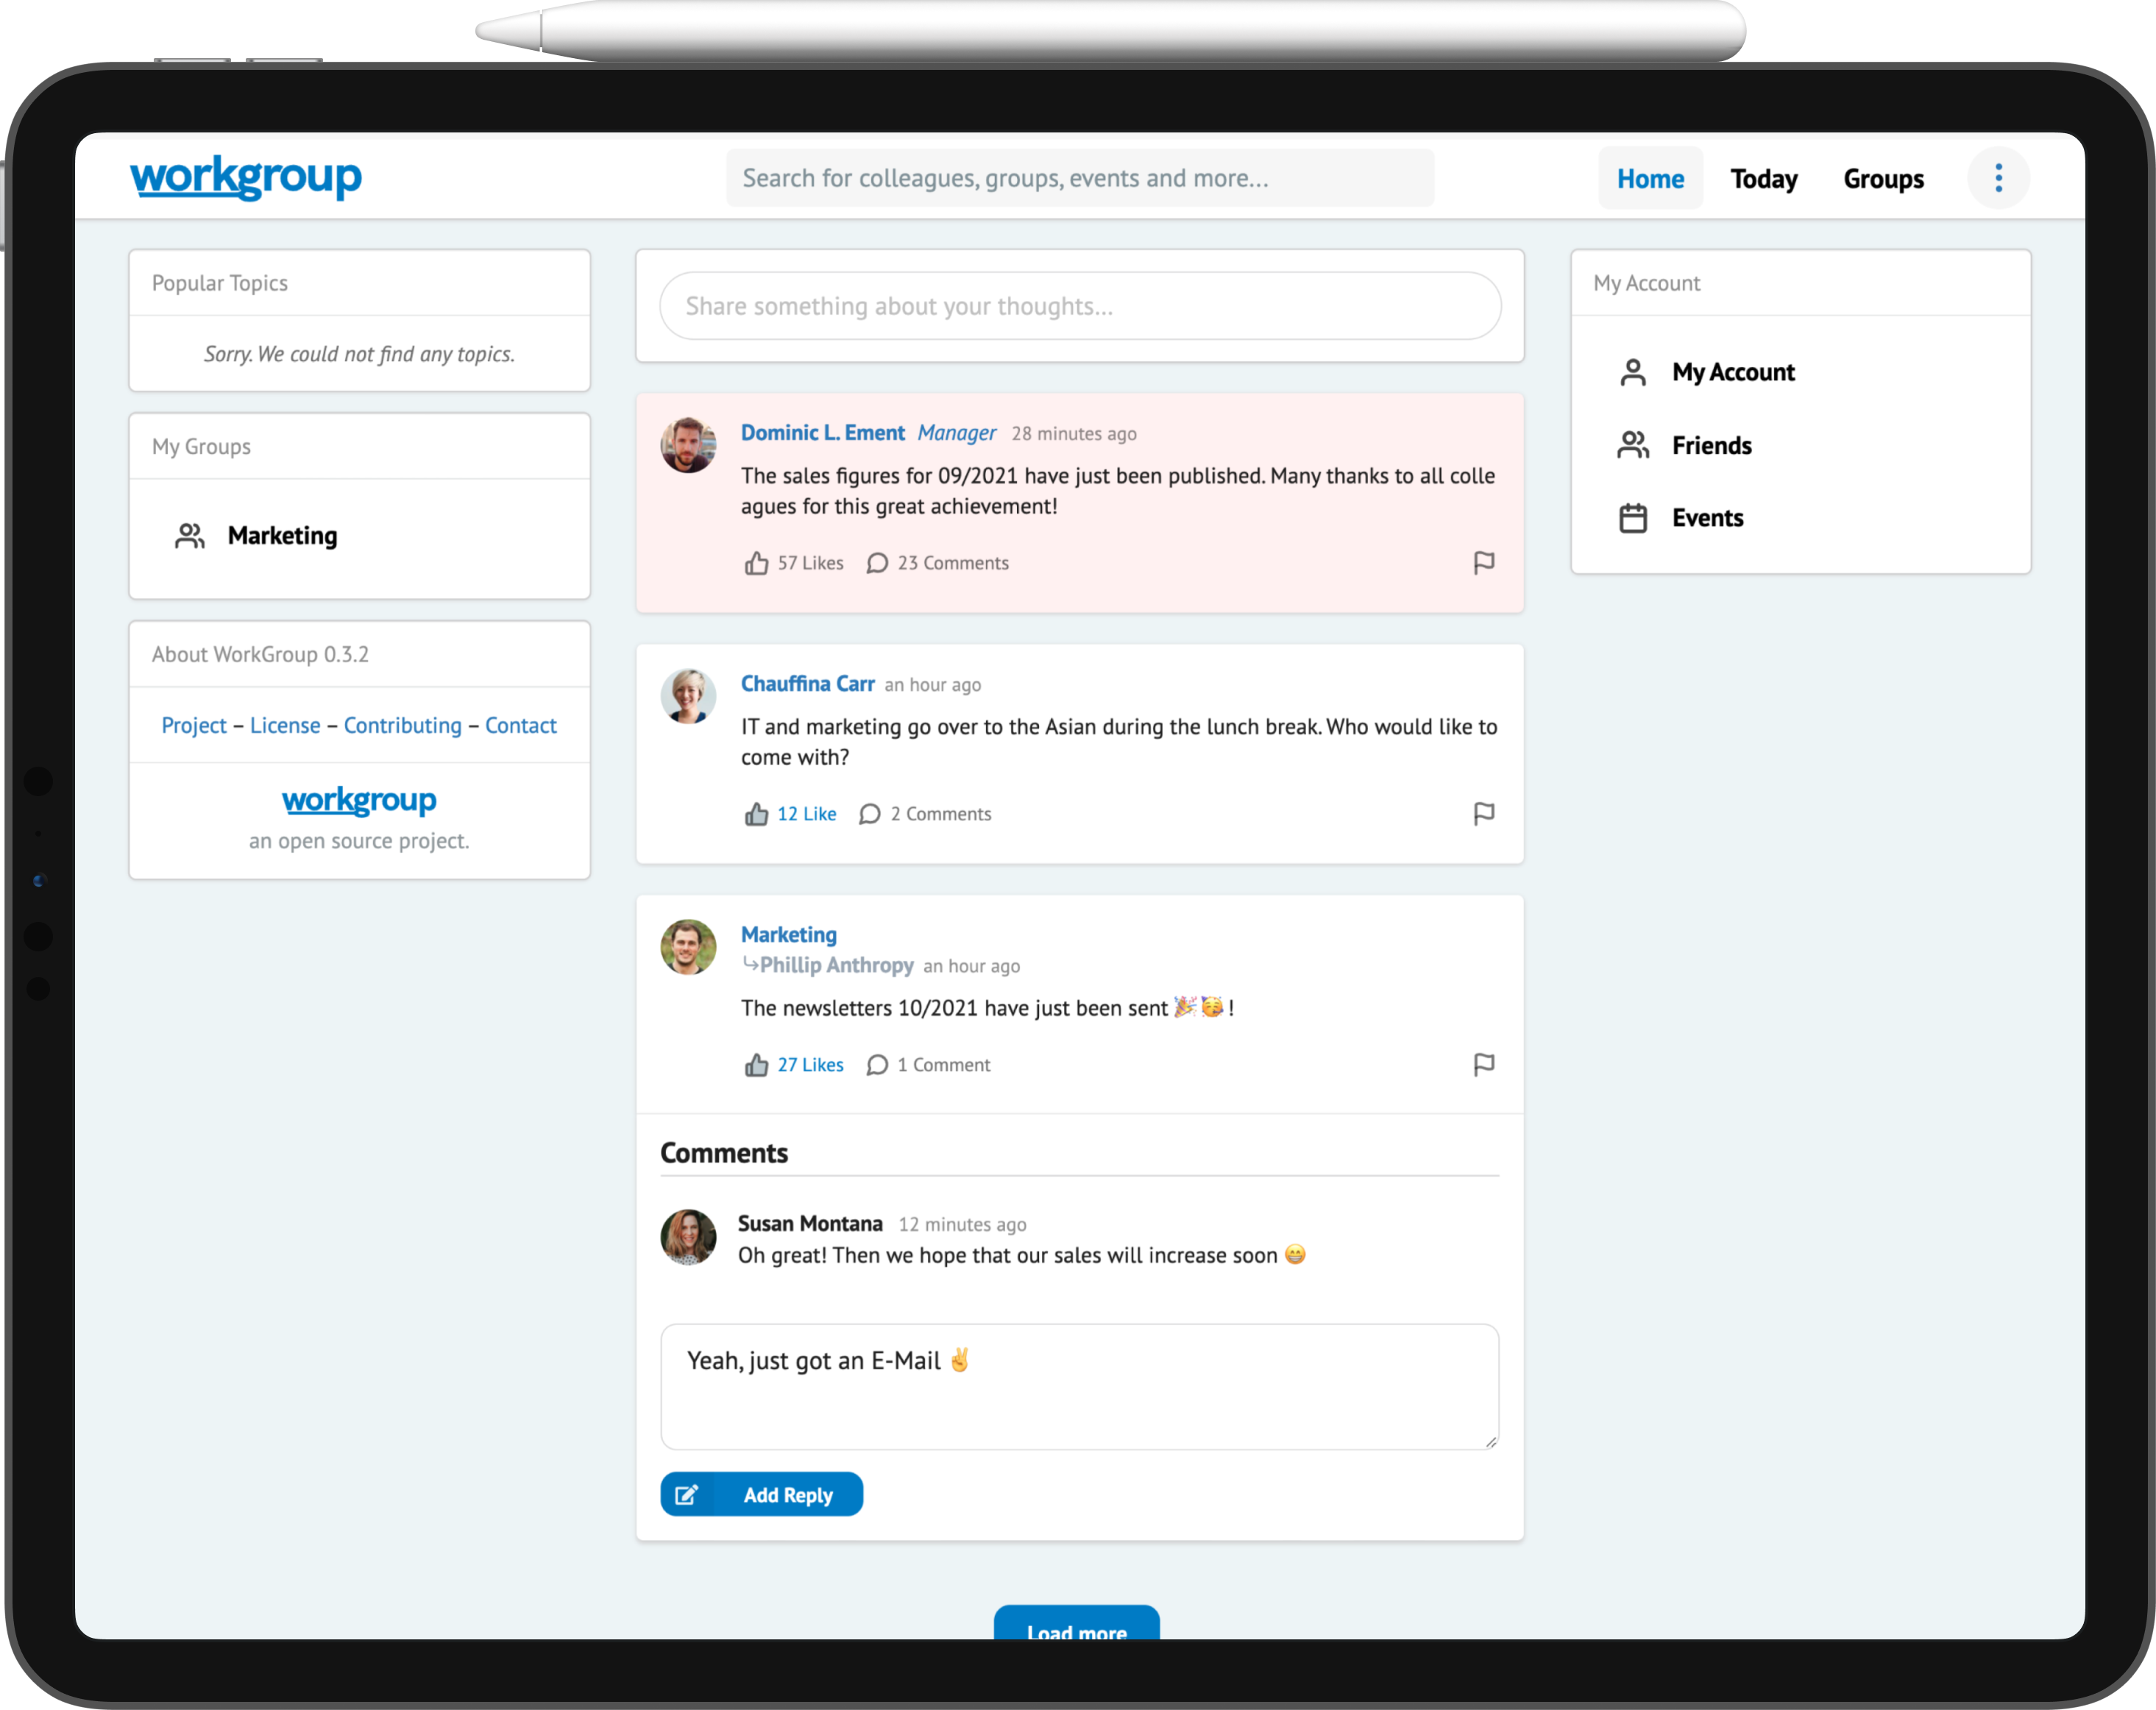 workgroup
Search for colleagues, groups, events and more...
Home
Today
Groups
Popular Topics
Sorry. We could not find any topics.
My Groups
Marketing
About WorkGroup 0.3.2
Project – License – Contributing – Contact
workgroup
an open source project.
Share something about your thoughts...
Dominic L. Ement Manager 28 minutes ago
The sales figures for 09/2021 have just been published. Many thanks to all colle
agues for this great achievement!
57 Likes 23 Comments
Chauffina Carr an hour ago
IT and marketing go over to the Asian during the lunch break. Who would like to
come with?
12 Like 2 Comments
Marketing
↳Phillip Anthropy an hour ago
The newsletters 10/2021 have just been sent 🎉🥳!
27 Likes 1 Comment
Comments
Susan Montana 12 minutes ago
Oh great! Then we hope that our sales will increase soon 😁
Yeah, just got an E-Mail ✌️
Add Reply
Load more
My Account
My Account
Friends
Events